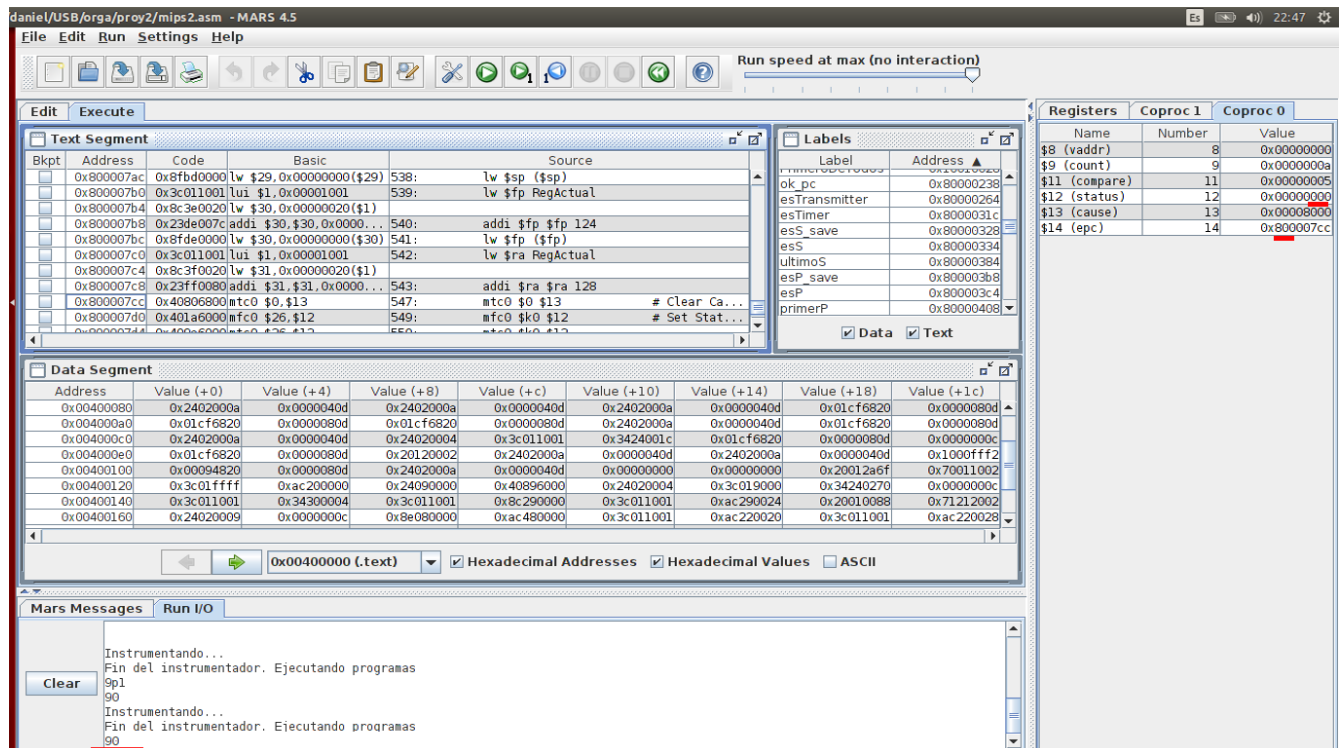 daniel/USB/orga/proy2/mips2.asm - MARS 4.5
Es 22:47
File Edit Run Settings Help
Run speed at max (no interaction)
Edit Execute
Text Segment
Bkpt Address Code Basic Source
0x800007ac 0x8fbd0000 lw $29,0x00000000($29) 538: lw $sp ($sp)
0x800007b0 0x3c011001 lui $1,0x00001001 539: lw $fp RegActual
0x800007b4 0x8c3e0020 lw $30,0x00000020($1)
0x800007b8 0x23de007c addi $30,$30,0x0000... 540: addi $fp $fp 124
0x800007bc 0x8fde0000 lw $30,0x00000000($30) 541: lw $fp ($fp)
0x800007c0 0x3c011001 lui $1,0x00001001 542: lw $ra RegActual
0x800007c4 0x8c3f0020 lw $31,0x00000020($1)
0x800007c8 0x23ff0080 addi $31,$31,0x0000... 543: addi $ra $ra 128
0x800007cc 0x40806800 mtc0 $0,$13 547: mtc0 $0 $13 # Clear Ca...
0x800007d0 0x401a6000 mfc0 $26,$12 549: mfc0 $k0 $12 # Set Stat...
Labels
Label Address ▲
ok_pc 0x80000238
esTransmitter 0x80000264
esTimer 0x8000031c
esS_save 0x80000328
esS 0x80000334
ultimoS 0x80000384
esP_save 0x800003b8
esP 0x800003c4
primerP 0x80000408
Data Text
Registers Coproc 1 Coproc 0
Name Number Value
$8 (vaddr) 8 0x00000000
$9 (count) 9 0x0000000a
$11 (compare) 11 0x00000005
$12 (status) 12 0x00000000
$13 (cause) 13 0x00008000
$14 (epc) 14 0x800007cc
Data Segment
Address Value (+0) Value (+4) Value (+8) Value (+c) Value (+10) Value (+14) Value (+18) Value (+1c)
0x00400080 0x2402000a 0x0000040d 0x2402000a 0x0000040d 0x2402000a 0x0000040d 0x01cf6820 0x0000080d
0x004000a0 0x01cf6820 0x0000080d 0x01cf6820 0x0000080d 0x2402000a 0x0000040d 0x01cf6820 0x0000080d
0x004000c0 0x2402000a 0x0000040d 0x24020004 0x3c011001 0x3424001c 0x01cf6820 0x0000080d 0x0000000c
0x004000e0 0x01cf6820 0x0000080d 0x20120002 0x2402000a 0x0000040d 0x2402000a 0x0000040d 0x1000fff2
0x00400100 0x00094820 0x0000080d 0x2402000a 0x0000040d 0x00000000 0x00000000 0x20012a6f 0x70011002
0x00400120 0x3c01ffff 0xac200000 0x24090000 0x40896000 0x24020004 0x3c019000 0x34240270 0x0000000c
0x00400140 0x3c011001 0x34300004 0x3c011001 0x8c290000 0x3c011001 0xac290024 0x20010088 0x71212002
0x00400160 0x24020009 0x0000000c 0x8e080000 0xac480000 0x3c011001 0xac220020 0x3c011001 0xac220028
0x00400000 (.text) Hexadecimal Addresses Hexadecimal Values ASCII
Mars Messages Run I/O
Clear
Instrumentando...
Fin del instrumentador. Ejecutando programas
9p1
90
Instrumentando...
Fin del instrumentador. Ejecutando programas
90